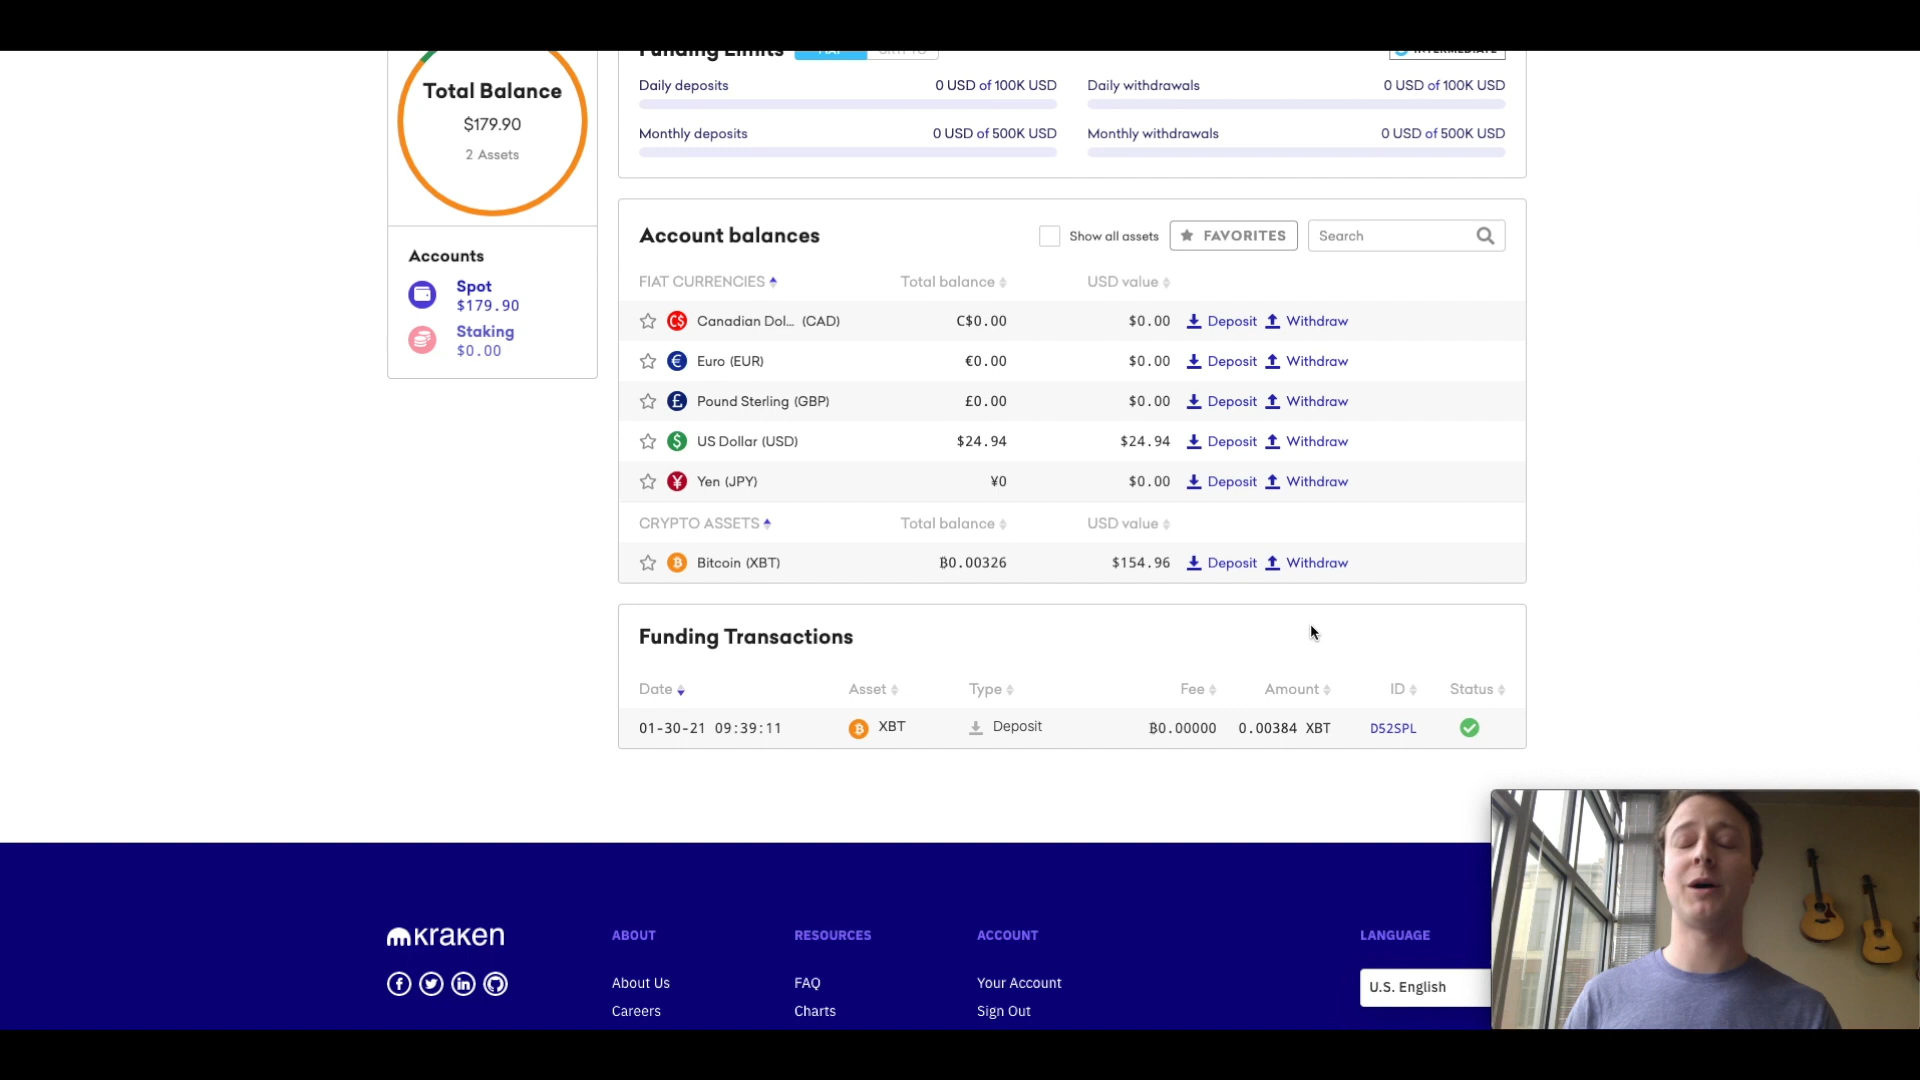 Total Balance
$179.90
2 Assets
Accounts
Spot
$179.90
Staking
$0.00
Funding Limits
Daily deposits 0 USD of 100K USD Daily withdrawals 0 USD of 100K USD
Monthly deposits 0 USD of 500K USD Monthly withdrawals 0 USD of 500K USD
Account balances Show all assets FAVORITES Search
FIAT CURRENCIES Total balance USD value
Canadian Dol... (CAD) C$0.00 $0.00 Deposit Withdraw
Euro (EUR) €0.00 $0.00 Deposit Withdraw
Pound Sterling (GBP) £0.00 $0.00 Deposit Withdraw
US Dollar (USD) $24.94 $24.94 Deposit Withdraw
Yen (JPY) ¥0 $0.00 Deposit Withdraw
CRYPTO ASSETS Total balance USD value
Bitcoin (XBT) ₿0.00326 $154.96 Deposit Withdraw
Funding Transactions
Date Asset Type Fee Amount ID Status
01-30-21 09:39:11 XBT Deposit ₿0.00000 0.00384 XBT D52SPL
kraken ABOUT RESOURCES ACCOUNT LANGUAGE
About Us FAQ Your Account U.S. English
Careers Charts Sign Out